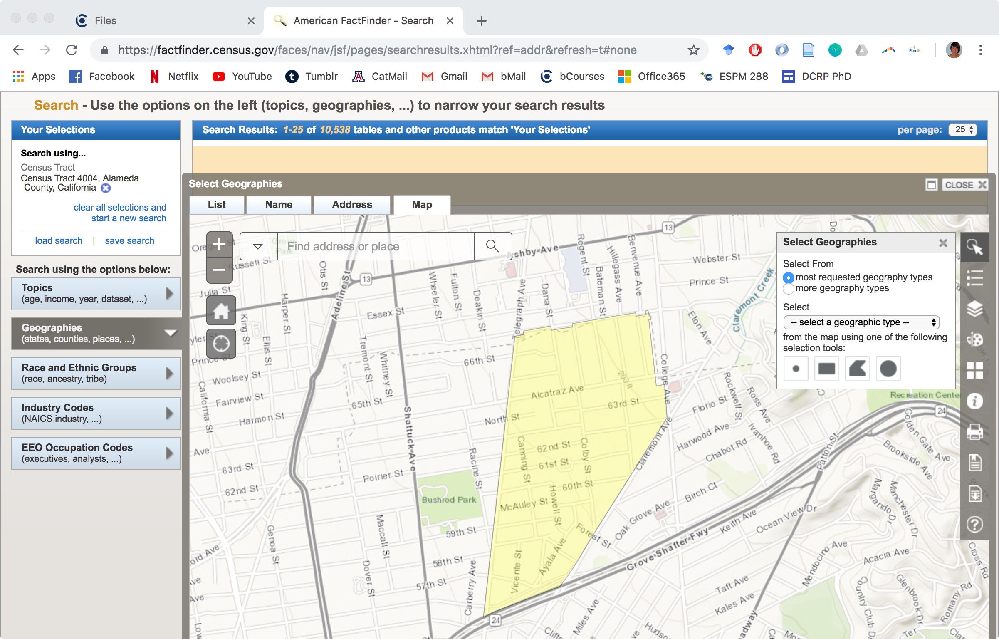 Files
American FactFinder - Search
https://factfinder.census.gov/faces/nav/jsf/pages/searchresults.xhtml?ref=addr&refresh=t#none
Findit
Apps
Facebook
Netflix
YouTube
Tumblr
CatMail
Gmail
bMail
bCourses
Office365
ESPM 288
DCRP PhD
Search - Use the options on the left (topics, geographies, ...) to narrow your search results
Your Selections
Search using...
Census Tract
Census Tract 4004, Alameda
County, California
clear all selections and
start a new search
load search | save search
Search using the options below:
Topics
(age, income, year, dataset, ...)
Geographies
(states, counties, places, ...)
Race and Ethnic Groups
(race, ancestry, tribe)
Industry Codes
(NAICS industry, ...)
EEO Occupation Codes
(executives, analysts, ...)
Search Results: 1-25 of 10,538 tables and other products match 'Your Selections'
per page: 25
Select Geographies
CLOSE
List
Name
Address
Map
Find address or place
Select Geographies
Select From
most requested geography types
more geography types
Select
-- select a geographic type --
from the map using one of the following
selection tools:
13
Grove
Park
Russell St
Ashby Ave
Julia St
Otis St
Adeline St
13
Harper St
King St
Ellis St
Essex St
Wheeler St
Fulton St
Deakin St
Telegraph Ave
Dana St
Regent St
Bateman St
Hillegass Ave
Benvenue Ave
Webster St
Prince St
Claremont Creek
Eton Ave
Prince St
Woolsey St
Fairview St
Harmon St
California St
Tremont St
Whitney St
66th St
65th St
Shattuck Ave
North St
Alcatraz Ave
200 ft
63rd St
College Ave
Rockwell St
Ross Ave
Florio St
Recreation Center
24
Golden Gate Ave
Harwood Ave
Ivanhoe Rd
Chabot Rd
Claremont Ave
Patton St
Brookside Ave
Ave
63rd St
62nd St
Poirier St
Racine St
Bushrod Park
Canning St
62nd St
61st St
Colby St
60th St
Howell St
McAuley St
Birch Ct
Oak Grove Ave
Forest St
Keith Ave
Ocean View Dr
Margarido Dr
Manchester Dr
Grove Shafter Fwy
Genoa St
Maccall St
59th St
58th St
57th St
Dover St
Carberry Ave
Vicente St
Ayala Ave
Mendocino Ave
Acacia Ave
Cross Rd
Taft Ave
Kales Ave
Country Club Dr
Glenbrook Dr
Romany Rd
Ave
24
Miles Ave